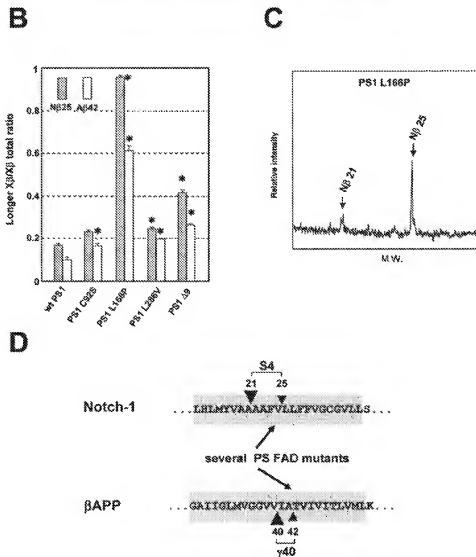 B
C
Longer Xβ/Xβ total ratio
1
0.8
0.6
0.4
0.2
0
Nβ25 Aβ42
*
*
*
*
*
*
*
*
wt PS1
PS1 C92S
PS1 L166P
PS1 L286V
PS1 Δ9
PS1 L166P
Relative intensity
Nβ 21
Nβ 25
M.W.
D
S4
21 25
Notch-1 ...LHLMYVAAAAFVLLFFVGCGVLLS...
several PS FAD mutants
βAPP ...GAIIGLMVGGVVIATVIVITLVMLK...
40 42
γ40